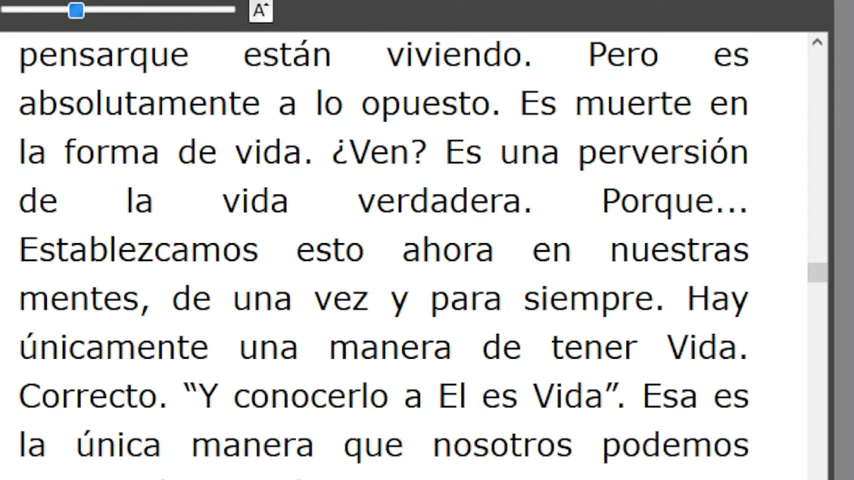 A
pensarque están viviendo. Pero es
absolutamente a lo opuesto. Es muerte en
la forma de vida. ¿Ven? Es una perversión
de la vida verdadera. Porque...
Establezcamos esto ahora en nuestras
mentes, de una vez y para siempre. Hay
únicamente una manera de tener Vida.
Correcto. “Y conocerlo a El es Vida”. Esa es
la única manera que nosotros podemos